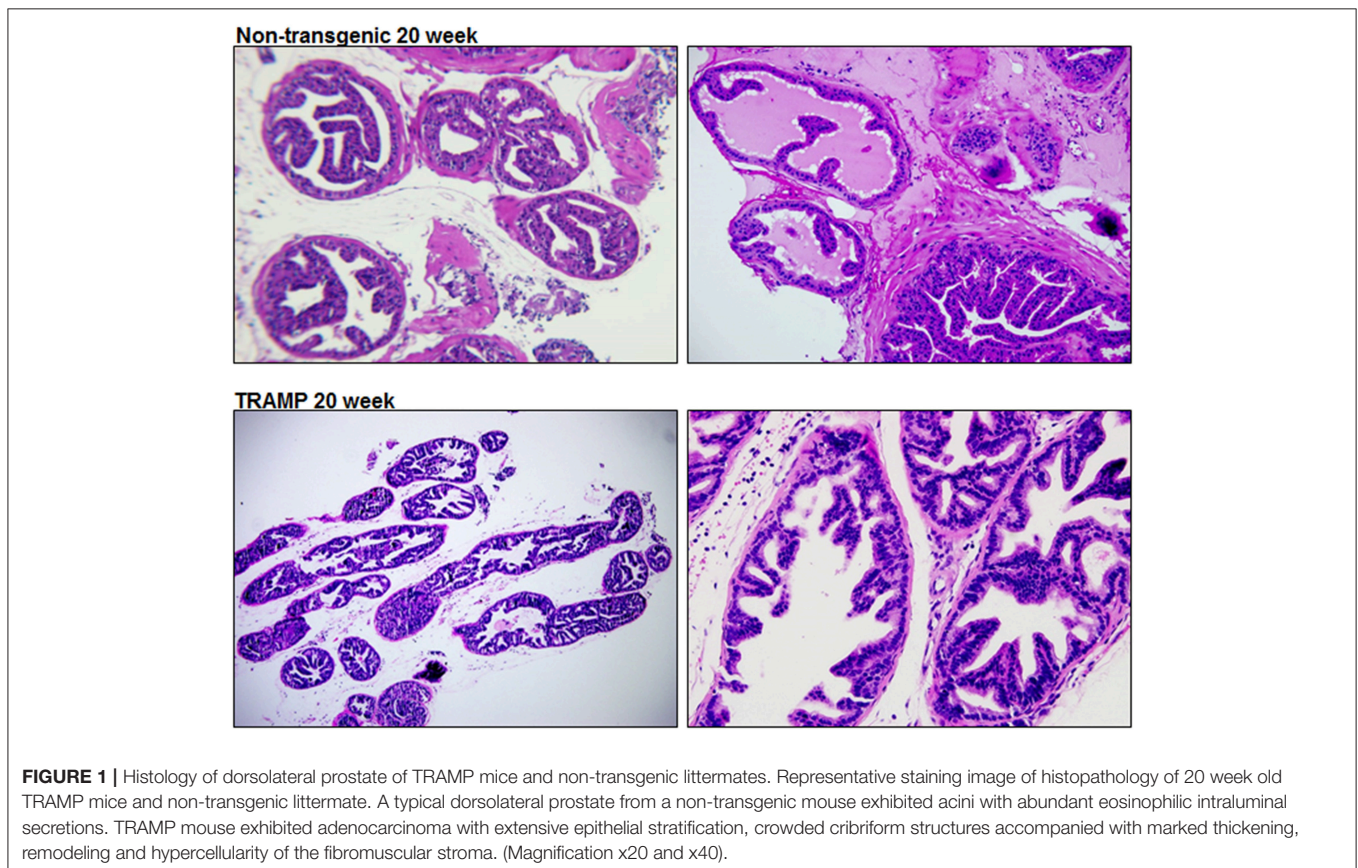 Non-transgenic 20 week
TRAMP 20 week
FIGURE 1 | Histology of dorsolateral prostate of TRAMP mice and non-transgenic littermates. Representative staining image of histopathology of 20 week old
TRAMP mice and non-transgenic littermate. A typical dorsolateral prostate from a non-transgenic mouse exhibited acini with abundant eosinophilic intraluminal
secretions. TRAMP mouse exhibited adenocarcinoma with extensive epithelial stratification, crowded cribriform structures accompanied with marked thickening,
remodeling and hypercellularity of the fibromuscular stroma. (Magnification x20 and x40).